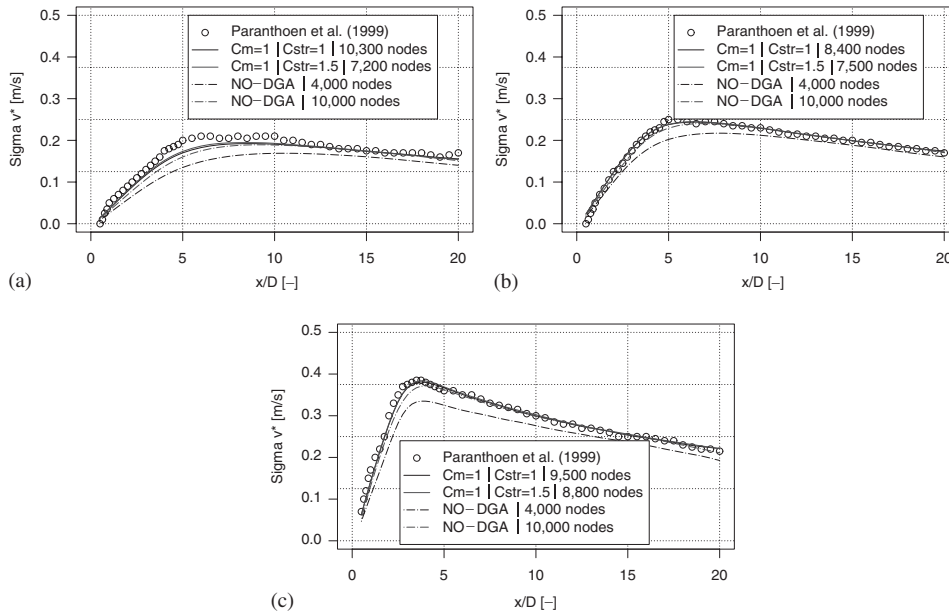 0.5
0.4
0.3
0.2
0.1
0.0
Sigma v* [m/s]
Paranthoen et al. (1999)
Cm=1 | Cstr=1 | 10,300 nodes
Cm=1 | Cstr=1.5 | 7,200 nodes
NO−DGA | 4,000 nodes
NO−DGA | 10,000 nodes
0 5 10 15 20
x/D [−]
(a)
0.5
0.4
0.3
0.2
0.1
0.0
Sigma v* [m/s]
Paranthoen et al. (1999)
Cm=1 | Cstr=1 | 8,400 nodes
Cm=1 | Cstr=1.5 | 7,500 nodes
NO−DGA | 4,000 nodes
NO−DGA | 10,000 nodes
0 5 10 15 20
x/D [−]
(b)
0.5
0.4
0.3
0.2
0.1
0.0
Sigma v* [m/s]
Paranthoen et al. (1999)
Cm=1 | Cstr=1 | 9,500 nodes
Cm=1 | Cstr=1.5 | 8,800 nodes
NO−DGA | 4,000 nodes
NO−DGA | 10,000 nodes
0 5 10 15 20
x/D [−]
(c)